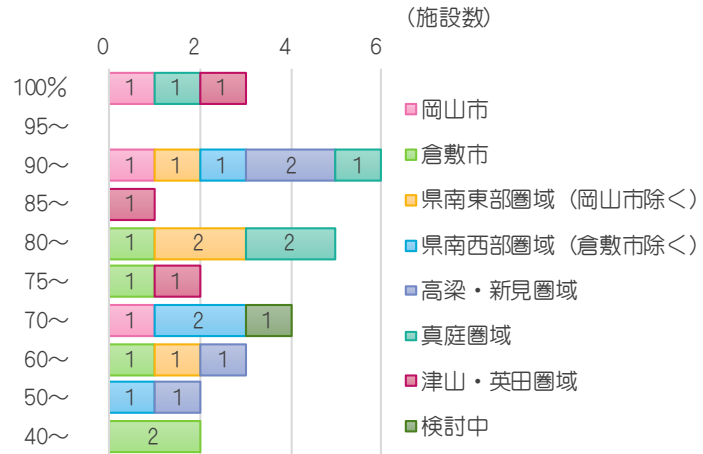 （施設数）
0 2 4 6
100% 1 1 1
95～
90～ 1 1 1 2 1
85～ 1
80～ 1 2 2
75～ 1 1
70～ 1 2 1
60～ 1 1 1
50～ 1 1
40～ 2
岡山市
倉敷市
県南東部圏域（岡山市除く）
県南西部圏域（倉敷市除く）
高梁・新見圏域
真庭圏域
津山・英田圏域
検討中